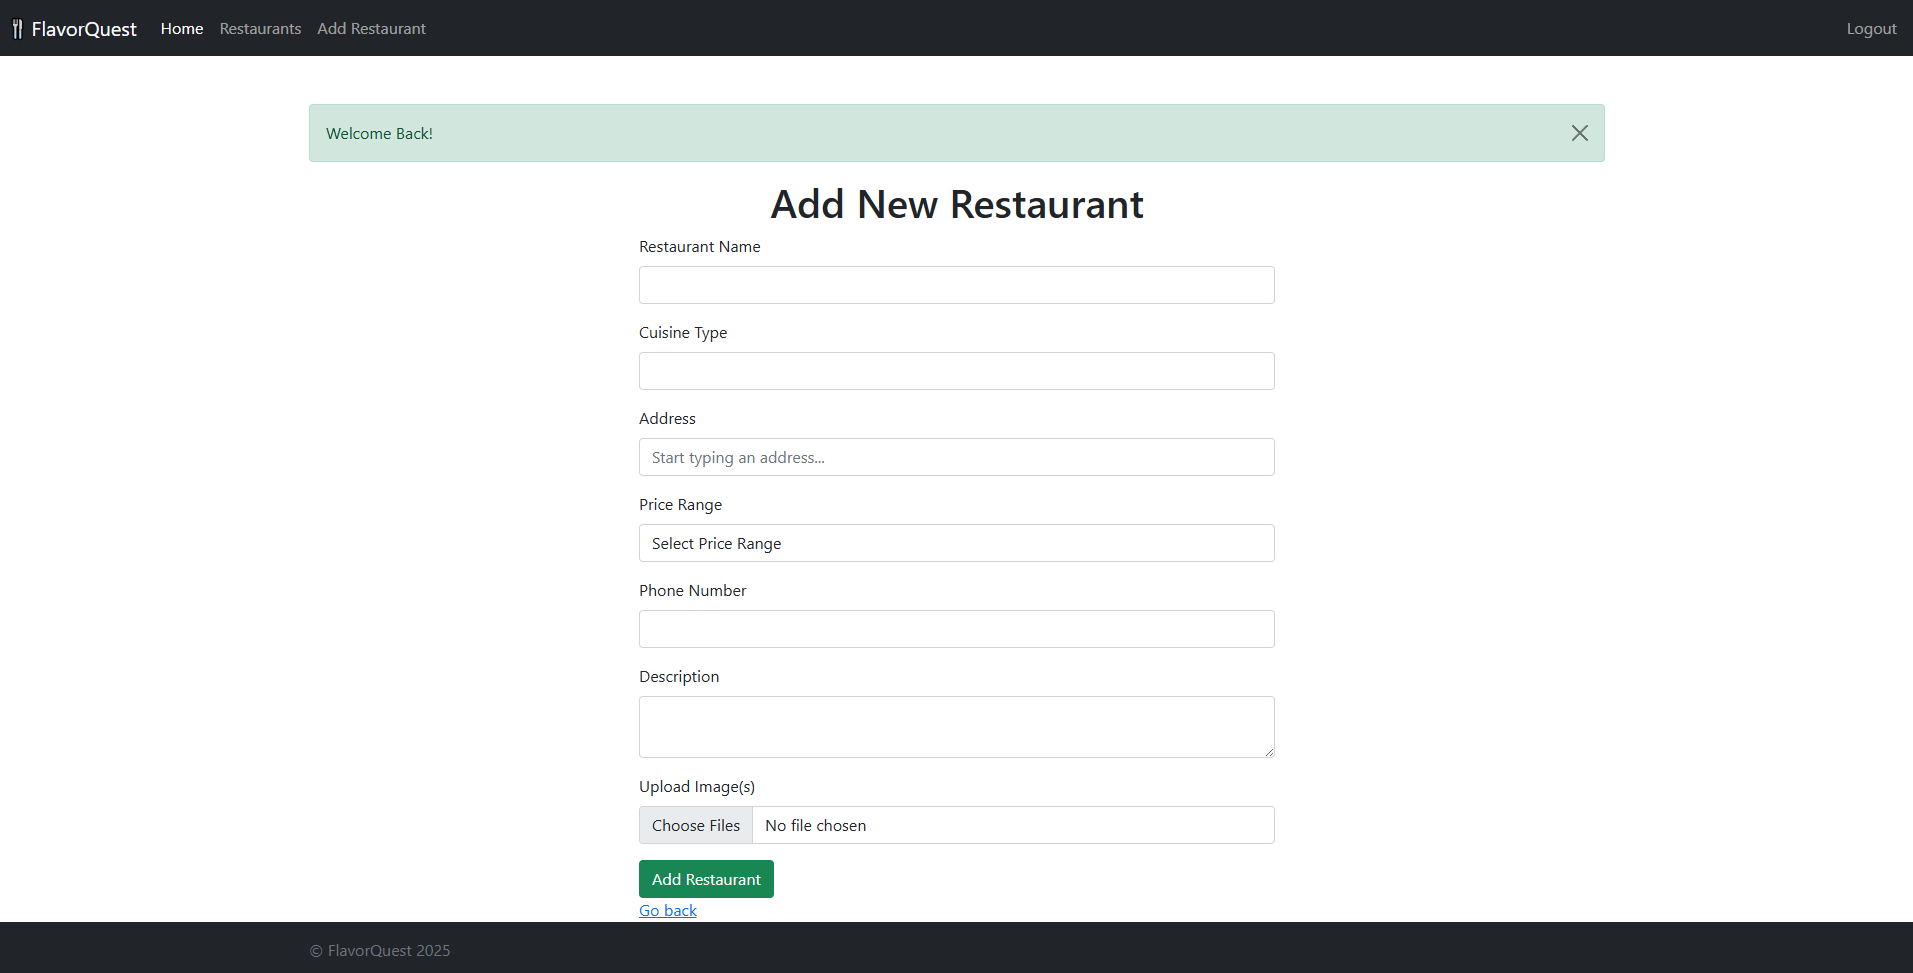 FlavorQuest Home Restaurants Add Restaurant Logout
Welcome Back!
Add New Restaurant
Restaurant Name
Cuisine Type
Address
Start typing an address...
Price Range
Select Price Range
Phone Number
Description
Upload Image(s)
Choose Files No file chosen
Add Restaurant
Go back
© FlavorQuest 2025